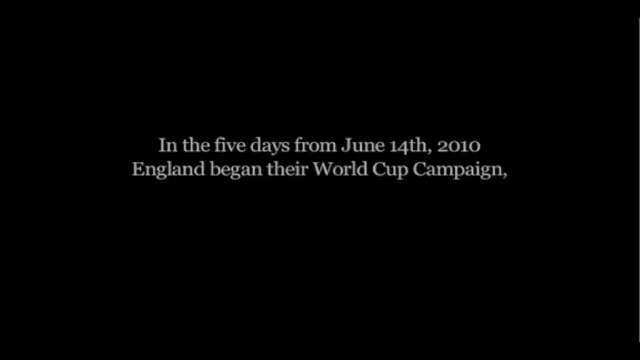 In the five days from June 14th, 2010
England began their World Cup Campaign,